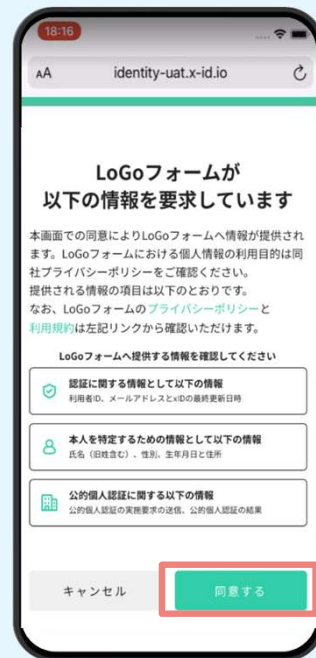 18:16
AA
identity-uat.x-id.io
LoGoフォームが
以下の情報を要求しています
本画面での同意によりLoGoフォームへ情報が提供され
ます。LoGoフォームにおける個人情報の利用目的は同
社プライバシーポリシーをご確認ください。
提供される情報の項目は以下のとおりです。
なお、LoGoフォームのプライバシーポリシーと
利用規約は左記リンクから確認いただけます。
LoGoフォームへ提供する情報を確認してください
認証に関する情報として以下の情報
利用者ID、メールアドレスとxIDの最終更新日時
本人を特定するための情報として以下の情報
氏名（旧姓含む）、性別、生年月日と住所
公的個人認証に関する以下の情報
公的個人認証の実施要求の送信、公的個人認証の結果
キャンセル
同意する